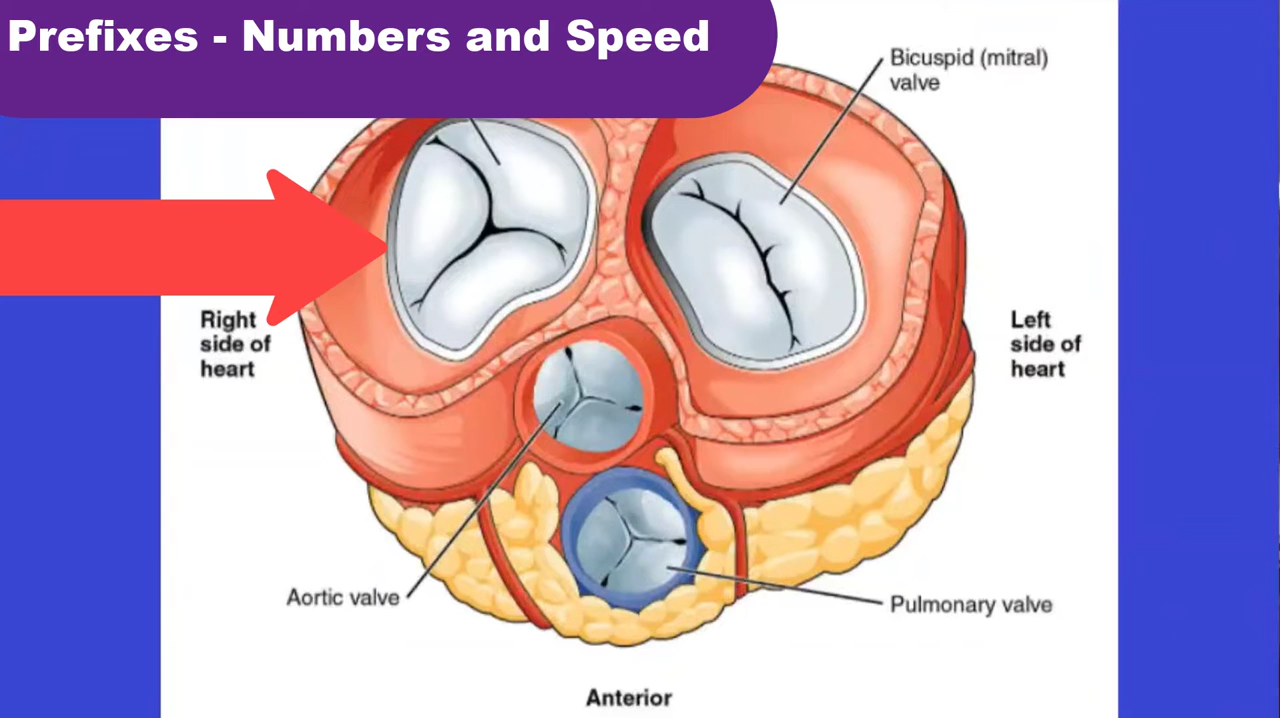 Prefixes - Numbers and Speed
Bicuspid (mitral)
valve
Right
side of
heart
Left
side of
heart
Aortic valve
Pulmonary valve
Anterior